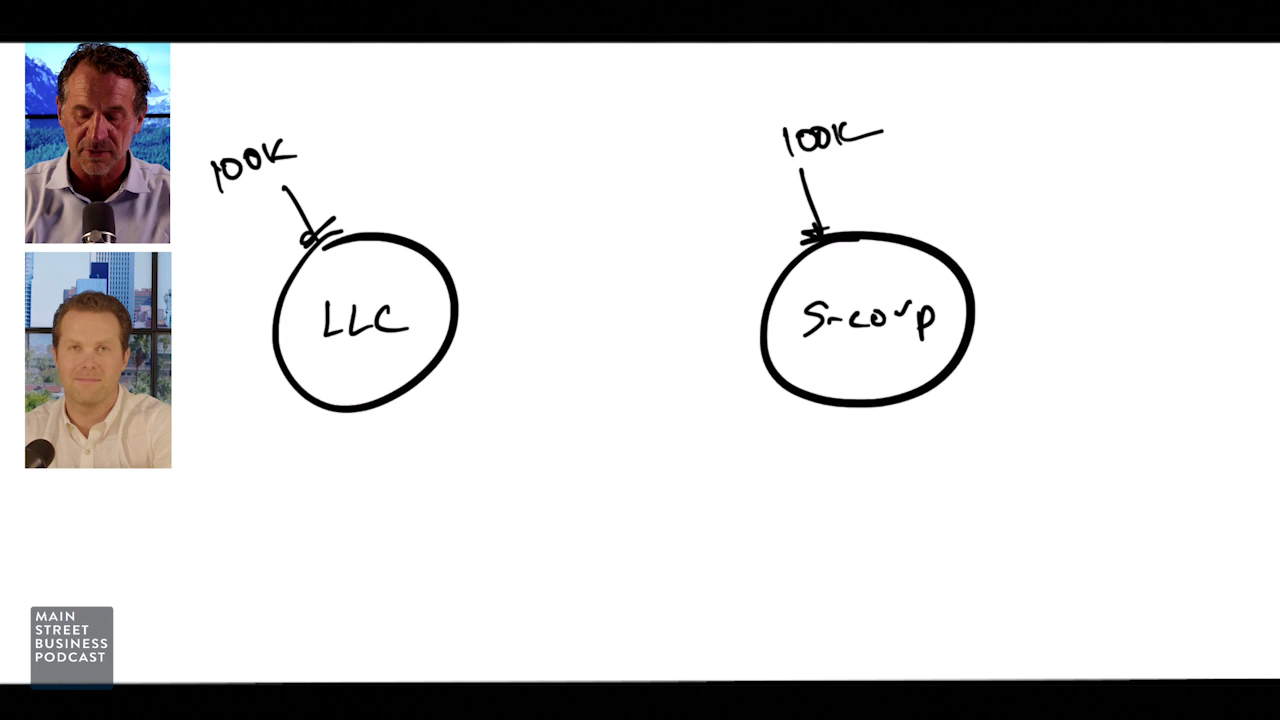 100K
100K
LLC
S-corp
MAIN
STREET
BUSINESS
PODCAST